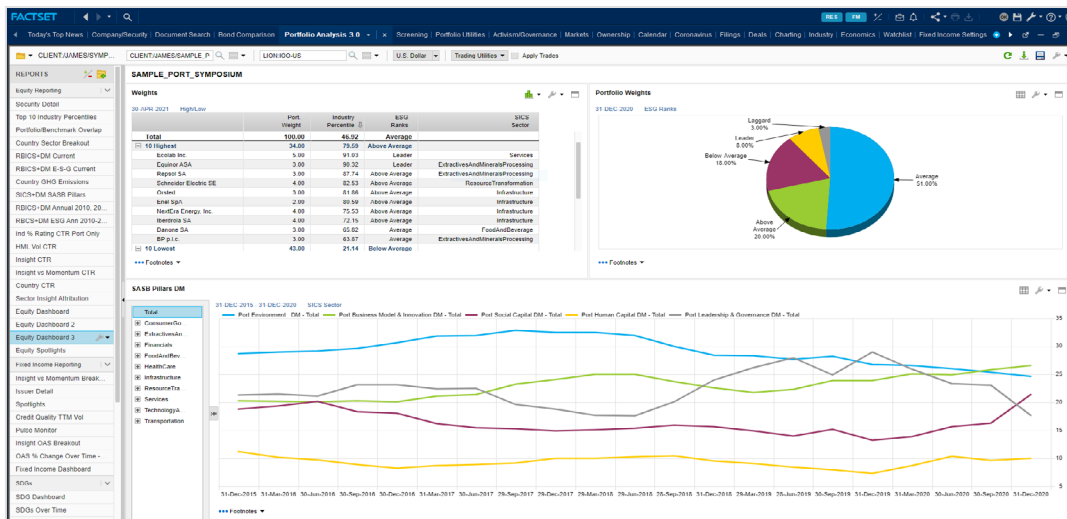 FACTSET
RBS FM
Today's Top News Company/Security Document Search Bond Comparison Portfolio Analysis 3.0 Screening Portfolio Utilities Activism/Governance Markets Ownership Calendar Coronavirus Filings Deals Charting Industry Economics Watchlist Fixed Income Settings
CLIENT:/JAMES/SYMP... CLIENT:/JAMES/SAMPLE_P LION:IOO-US U.S. Dollar Trading Utilities Apply Trades
REPORTS
Equity Reporting
Security Detail
Top 10 Industry Percentiles
Portfolio/Benchmark Overlap
Country Sector Breakout
RBICS+DM Current
RBICS+DM E-S-G Current
Country GHG Emissions
SICS+DM SASB Pillars
RBICS+DM Annual 2010, 20...
RBCS+DM ESG Ann 2010-2...
Ind % Rating CTR Port Only
HML Vol CTR
Insight CTR
Insight vs Momentum CTR
Country CTR
Sector Insight Attribution
Equity Dashboard
Equity Dashboard 2
Equity Dashboard 3
Equity Spotlights
Fixed Income Reporting
Insight vs Momentum Break...
Issuer Detail
Spotlights
Credit Quality TTM Vol
Pulse Monitor
Insight OAS Breakout
OAS % Change Over Time -
Fixed Income Dashboard
SDGs
SDG Dashboard
SDGs Over Time
SAMPLE_PORT_SYMPOSIUM
Weights
30-APR-2021 High/Low
Port. Weight Industry Percentile ESG Ranks SICS Sector
Total 100.00 46.92 Average
10 Highest 34.00 79.59 Above Average
Ecolab Inc. 5.00 91.03 Leader Services
Equinor ASA 3.00 90.32 Leader ExtractivesAndMineralsProcessing
Repsol SA 3.00 87.74 Above Average ExtractivesAndMineralsProcessing
Schneider Electric SE 4.00 82.53 Above Average ResourceTransformation
Orsted 3.00 81.86 Above Average Infrastructure
Enel SpA 2.00 80.59 Above Average Infrastructure
NextEra Energy, Inc. 4.00 75.53 Above Average Infrastructure
Iberdrola SA 4.00 72.15 Above Average Infrastructure
Danone SA 3.00 65.82 Average FoodAndBeverage
BP p.l.c. 3.00 63.87 Average ExtractivesAndMineralsProcessing
10 Lowest 43.00 21.14 Below Average
Footnotes
Portfolio Weights
31-DEC-2020 ESG Ranks
Laggard
3.00%
Leader
8.00%
Below Average
18.00%
Average
51.00%
Above
Average
20.00%
Footnotes
SASB Pillars DM
31-DEC-2015 - 31-DEC-2020 SICS Sector
Total
ConsumerGo...
ExtractivesAn...
Financials
FoodAndBev...
HealthCare
Infrastructure
ResourceTra
Services
TechnologyA...
Transportation
Port Environment DM - Total Port Business Model & Innovation DM - Total Port Social Capital DM - Total Port Human Capital DM - Total Port Leadership & Governance DM - Total
35
30
25
20
15
10
5
31-Dec-2015 31-Mar-2016 30-Jun-2016 30-Sep-2016 30-Dec-2016 31-Mar-2017 30-Jun-2017 29-Sep-2017 29-Dec-2017 29-Mar-2018 29-Jun-2018 28-Sep-2018 31-Dec-2018 29-Mar-2019 28-Jun-2019 30-Sep-2019 31-Dec-2019 31-Mar-2020 30-Jun-2020 30-Sep-2020 31-Dec-2020
Footnotes